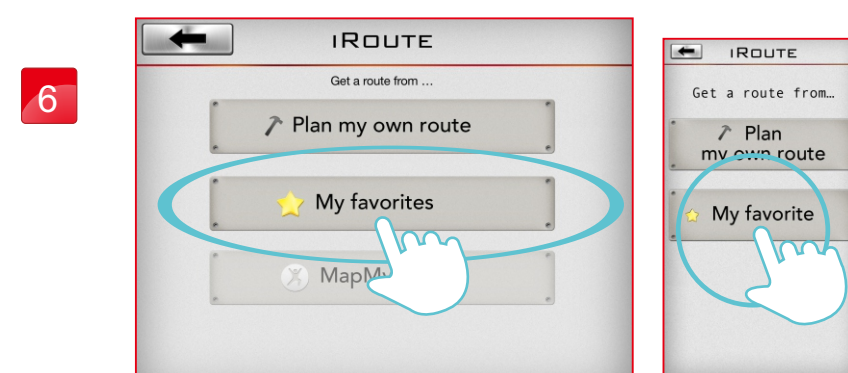 6
iROUTE
Get a route from ...
Plan my own route
My favorites
MapMy
iROUTE
Get a route from…
Plan
my own route
My favorite